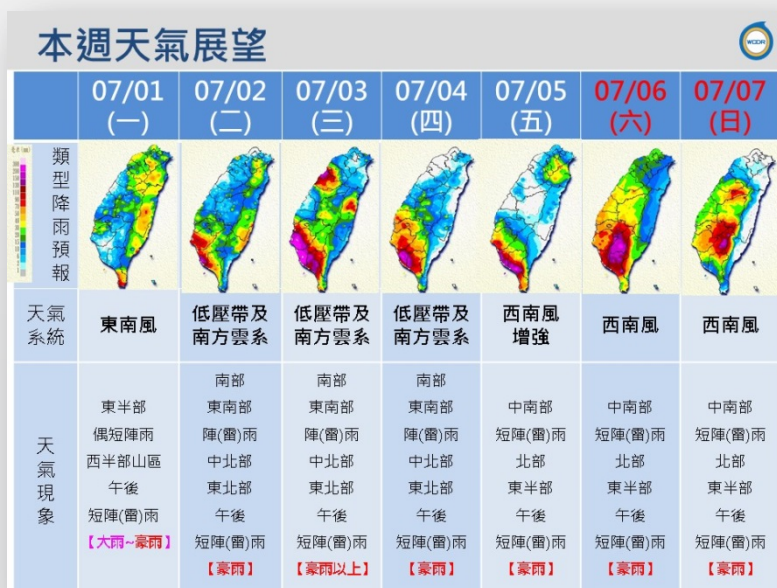 本週天氣展望
WCDR
07/01 07/02 07/03 07/04 07/05 07/06 07/07
(一) (二) (三) (四) (五) (六) (日)
類型降雨預報
天氣系統
東南風
低壓帶及
南方雲系
低壓帶及
南方雲系
低壓帶及
南方雲系
西南風
增強
西南風
西南風
天氣現象
東半部
偶短陣雨
西半部山區
午後
短陣(雷)雨
【大雨~豪雨】
南部
東南部
陣(雷)雨
中北部
東北部
午後
短陣(雷)雨
【豪雨】
南部
東南部
陣(雷)雨
中北部
東北部
午後
短陣(雷)雨
【豪雨以上】
南部
東南部
陣(雷)雨
中北部
東北部
午後
短陣(雷)雨
【豪雨】
中南部
短陣(雷)雨
北部
東半部
午後
短陣(雷)雨
【豪雨】
中南部
短陣(雷)雨
北部
東半部
午後
短陣(雷)雨
【豪雨】
中南部
短陣(雷)雨
北部
東半部
午後
短陣(雷)雨
【豪雨】